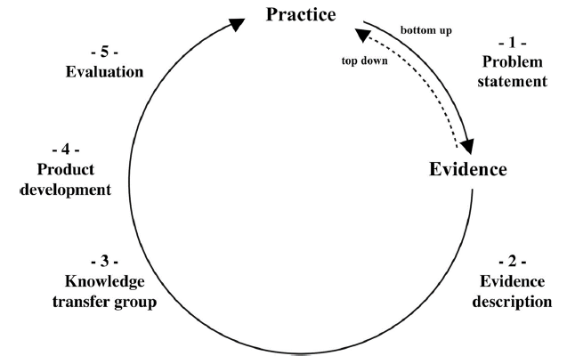 Practice
bottom up
top down
- 1 -
Problem
statement
Evidence
- 2 -
Evidence
description
- 3 -
Knowledge
transfer group
- 4 -
Product
development
- 5 -
Evaluation